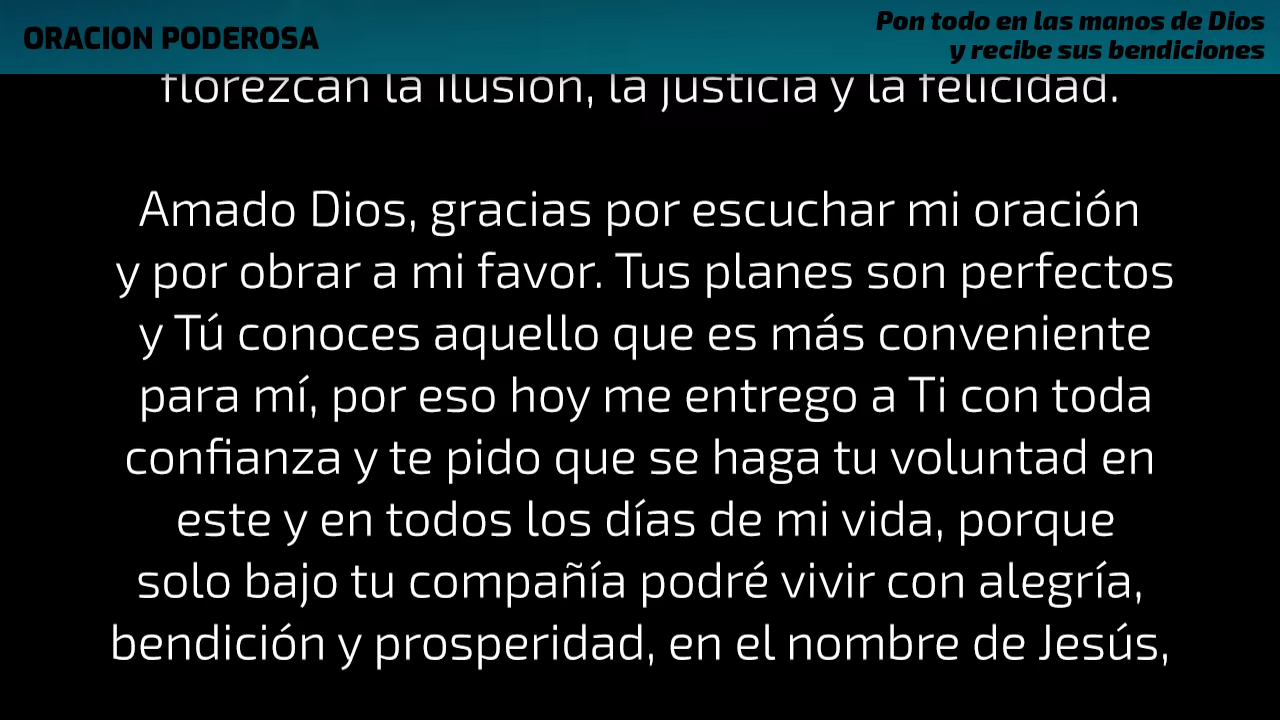 ORACION PODEROSA
Pon todo en las manos de Dios
y recibe sus bendiciones
florezcan la ilusión, la justicia y la felicidad.
Amado Dios, gracias por escuchar mi oración
y por obrar a mi favor. Tus planes son perfectos
y Tú conoces aquello que es más conveniente
para mí, por eso hoy me entrego a Ti con toda
confianza y te pido que se haga tu voluntad en
este y en todos los días de mi vida, porque
solo bajo tu compañía podré vivir con alegría,
bendición y prosperidad, en el nombre de Jesús,